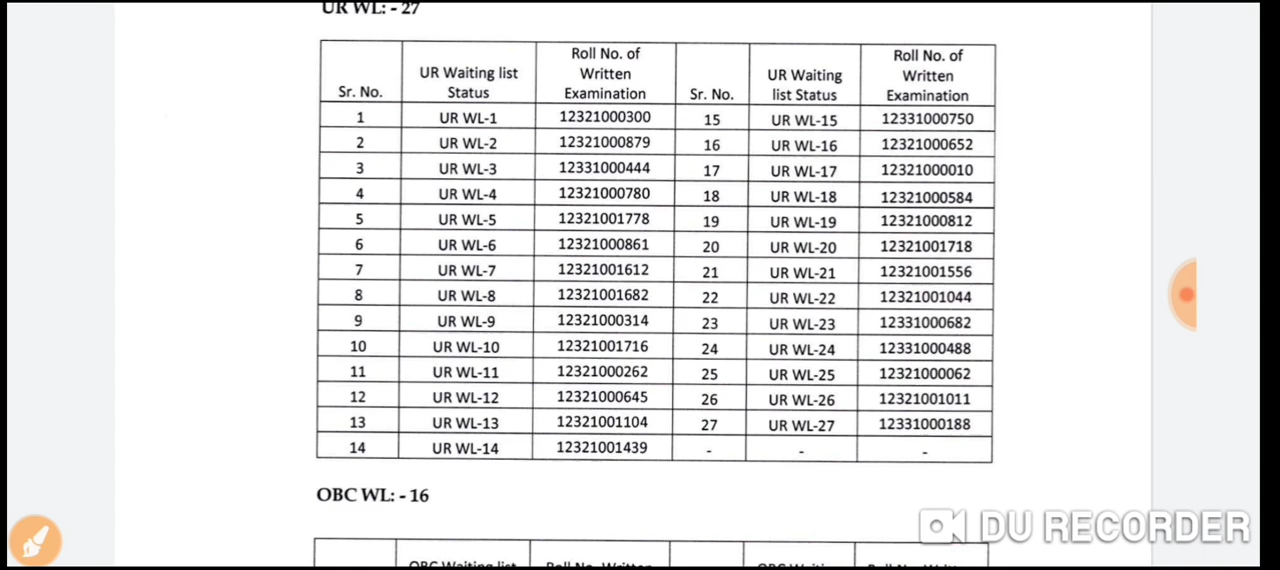 UR WL: - 27
Sr. No. UR Waiting list Status Roll No. of Written Examination Sr. No. UR Waiting list Status Roll No. of Written Examination
1 UR WL-1 12321000300 15 UR WL-15 12331000750
2 UR WL-2 12321000879 16 UR WL-16 12321000652
3 UR WL-3 12331000444 17 UR WL-17 12321000010
4 UR WL-4 12321000780 18 UR WL-18 12321000584
5 UR WL-5 12321001778 19 UR WL-19 12321000812
6 UR WL-6 12321000861 20 UR WL-20 12321001718
7 UR WL-7 12321001612 21 UR WL-21 12321001556
8 UR WL-8 12321001682 22 UR WL-22 12321001044
9 UR WL-9 12321000314 23 UR WL-23 12331000682
10 UR WL-10 12321001716 24 UR WL-24 12331000488
11 UR WL-11 12321000262 25 UR WL-25 12321000062
12 UR WL-12 12321000645 26 UR WL-26 12321001011
13 UR WL-13 12321001104 27 UR WL-27 12331000188
14 UR WL-14 12321001439 - - -
OBC WL: - 16
OBC Waiting list Roll No. Written
DU RECORDER